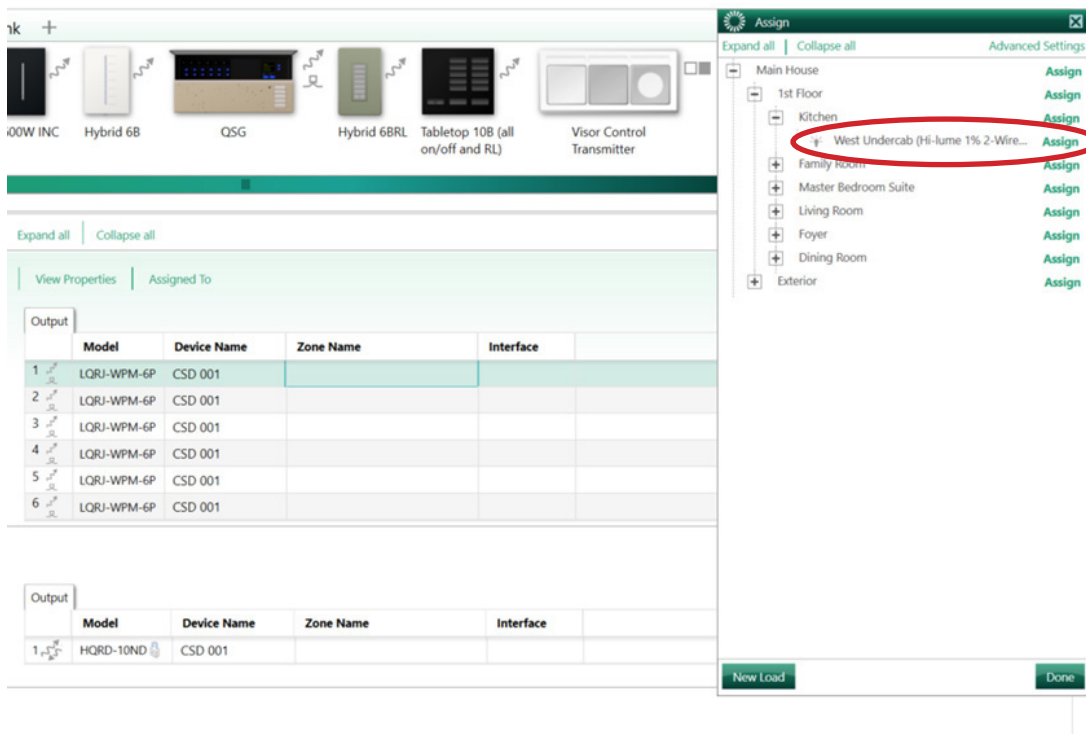 nk +
Assign
Expand all | Collapse all Advanced Settings
Main House Assign
1st Floor Assign
Kitchen Assign
West Undercab (Hi-lume 1% 2-Wire... Assign
Family Room Assign
Master Bedroom Suite Assign
Living Room Assign
Foyer Assign
Dining Room Assign
Exterior Assign
New Load Done
00W INC
Hybrid 6B
QSG
Hybrid 6BRL
Tabletop 10B (all
on/off and RL)
Visor Control
Transmitter
Expand all | Collapse all
View Properties | Assigned To
Output
Model Device Name Zone Name Interface
1 LQRJ-WPM-6P CSD 001
2 LQRJ-WPM-6P CSD 001
3 LQRJ-WPM-6P CSD 001
4 LQRJ-WPM-6P CSD 001
5 LQRJ-WPM-6P CSD 001
6 LQRJ-WPM-6P CSD 001
Output
Model Device Name Zone Name Interface
1 HQRD-10ND CSD 001